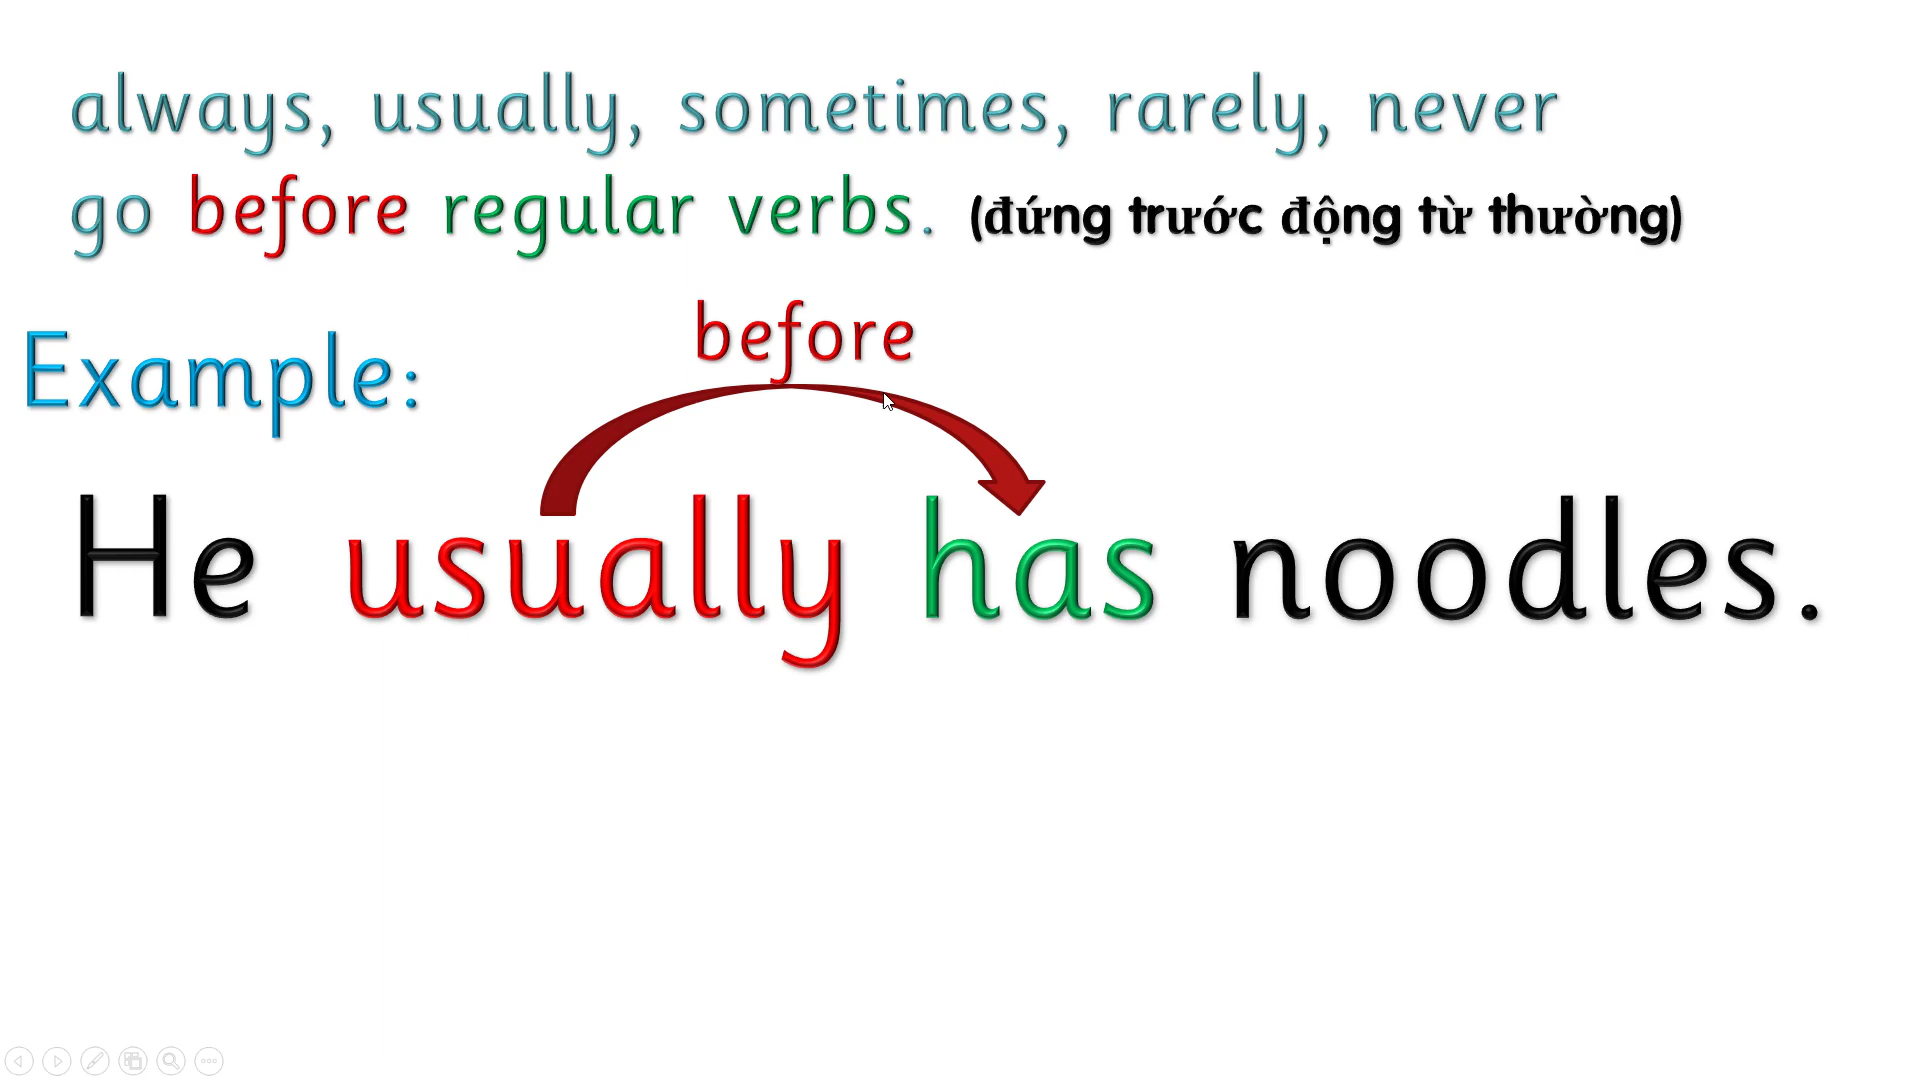 always, usually, sometimes, rarely, never
go before regular verbs. (đứng trước động từ thường)
before
Example:
He usually has noodles.